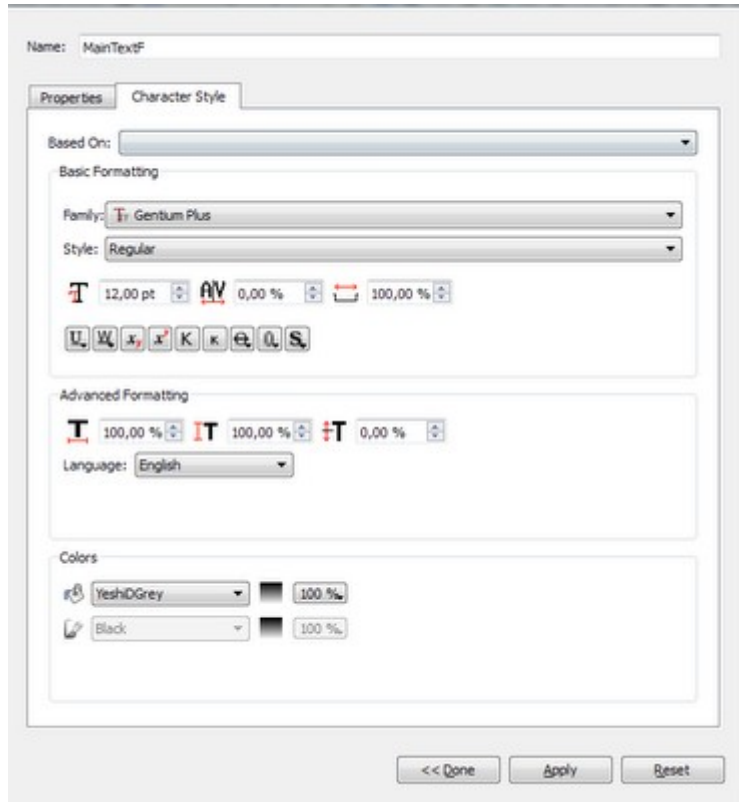 Name: MainTextF
Properties Character Style
Based On:
Basic Formatting
Family: Gentium Plus
Style: Regular
12,00 pt 0,00 % 100,00 %
Advanced Formatting
100,00 % 100,00 % 0,00 %
Language: English
Colors
YeshiDGrey 100 %
Black 100 %
<< Done Apply Reset